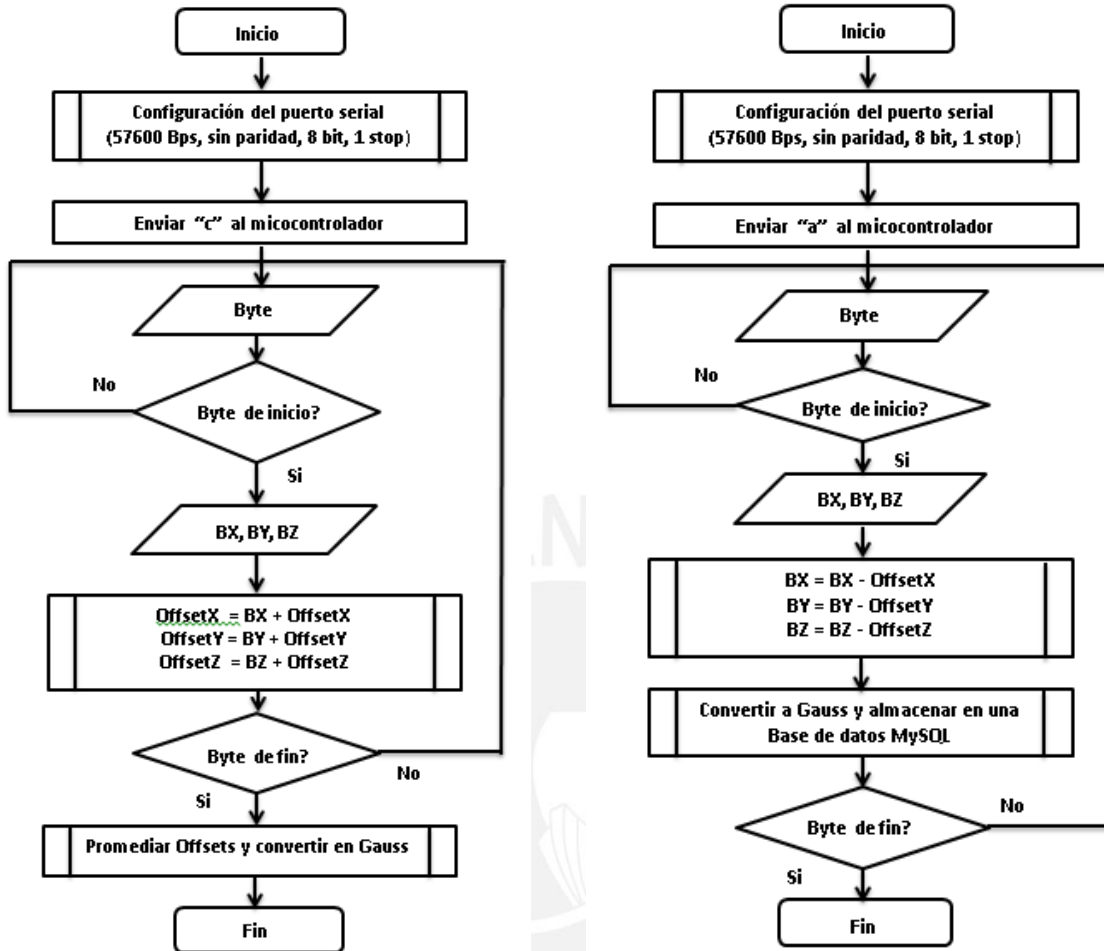 Inicio
Configuración del puerto serial
(57600 Bps, sin paridad, 8 bit, 1 stop)
Enviar “c” al micocontrolador
Byte
No
Byte de inicio?
Si
BX, BY, BZ
OffsetX = BX + OffsetX
OffsetY = BY + OffsetY
OffsetZ = BZ + OffsetZ
Byte de fin?
No
Si
Promediar Offsets y convertir en Gauss
Fin
Inicio
Configuración del puerto serial
(57600 Bps, sin paridad, 8 bit, 1 stop)
Enviar “a” al micocontrolador
Byte
No
Byte de inicio?
Si
BX, BY, BZ
BX = BX - OffsetX
BY = BY - OffsetY
BZ = BZ - OffsetZ
Convertir a Gauss y almacenar en una
Base de datos MySQL
No
Byte de fin?
Si
Fin